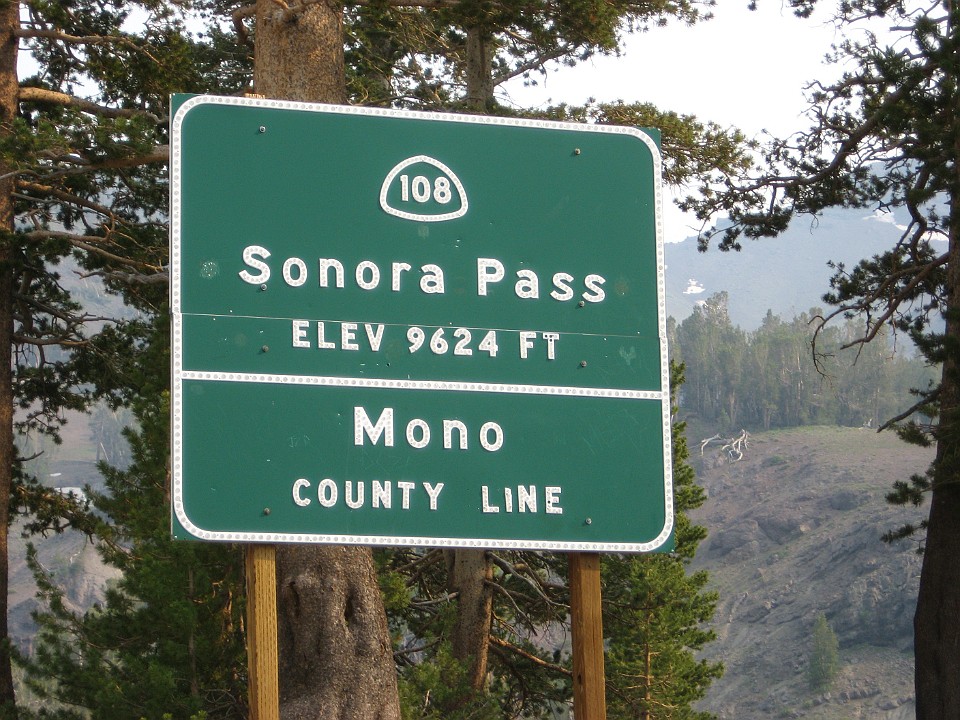 108
Sonora Pass
ELEV 9624 FT
Mono
COUNTY LINE